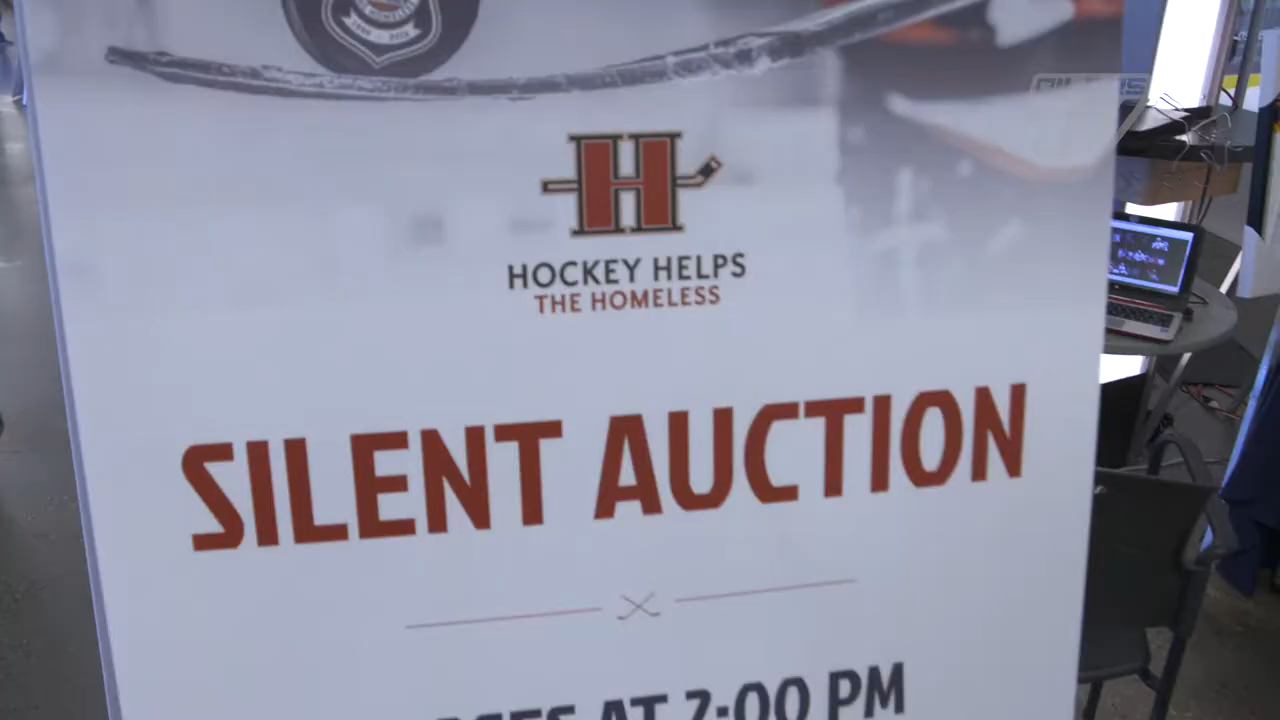 H
HOCKEY HELPS
THE HOMELESS
SILENT AUCTION
AT 2:00 PM